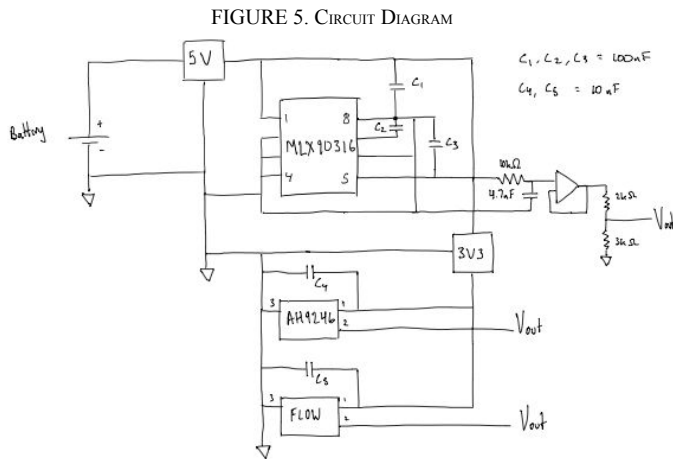 FIGURE 5. CIRCUIT DIAGRAM
5V
C1, C2, C3 = 100nF
C4, C5 = 10nF
Battery
+
-
C1
1
8
C2
MLX90316
C3
4
5
10kΩ
4.7nF
2kΩ
Vout
3kΩ
3V3
C4
3
1
AH9246
2
Vout
C5
3
1
FLOW
2
Vout